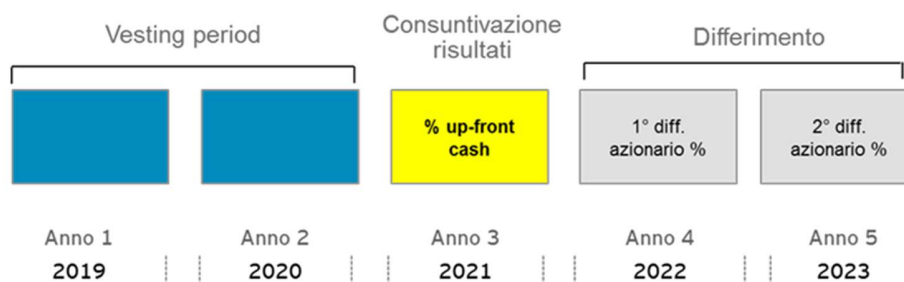 Vesting period
Consuntivazione
risultati
Differimento
% up-front
cash
1° diff.
azionario %
2° diff.
azionario %
Anno 1
Anno 2
Anno 3
Anno 4
Anno 5
2019
2020
2021
2022
2023